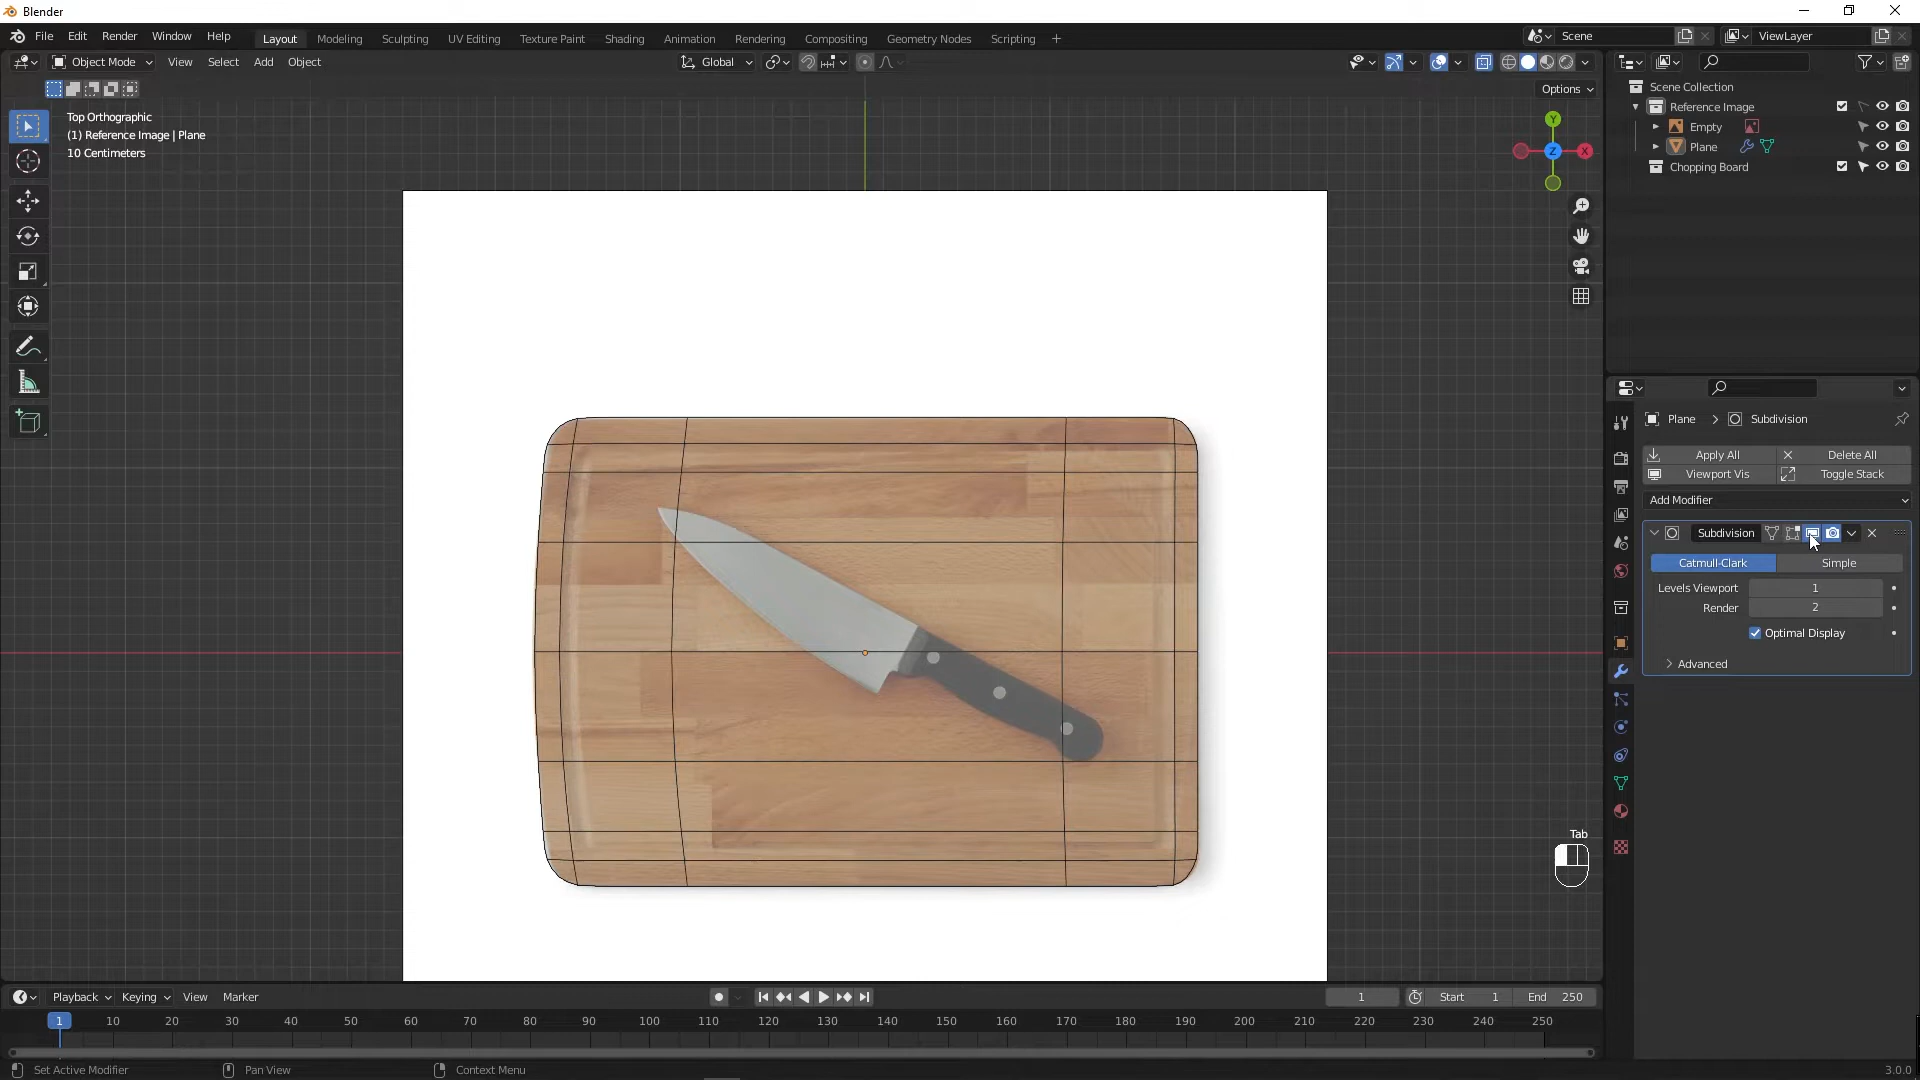 Blender
File Edit Render Window Help
Layout Modeling Sculpting UV Editing Texture Paint Shading Animation Rendering Compositing Geometry Nodes Scripting +
Scene
ViewLayer
Object Mode View Select Add Object
Global
Options
Top Orthographic
(1) Reference Image | Plane
10 Centimeters
Y
Z
X
Scene Collection
Reference Image
Empty
Plane
Chopping Board
Plane > Subdivision
Apply All
Delete All
Viewport Vis
Toggle Stack
Add Modifier
Subdivision
Catmull-Clark
Simple
Levels Viewport 1
Render 2
Optimal Display
Advanced
Tab
Playback Keying View Marker
1
Start 1
End 250
1 10 20 30 40 50 60 70 80 90 100 110 120 130 140 150 160 170 180 190 200 210 220 230 240 250
Set Active Modifier
Pan View
Context Menu
3.0.0